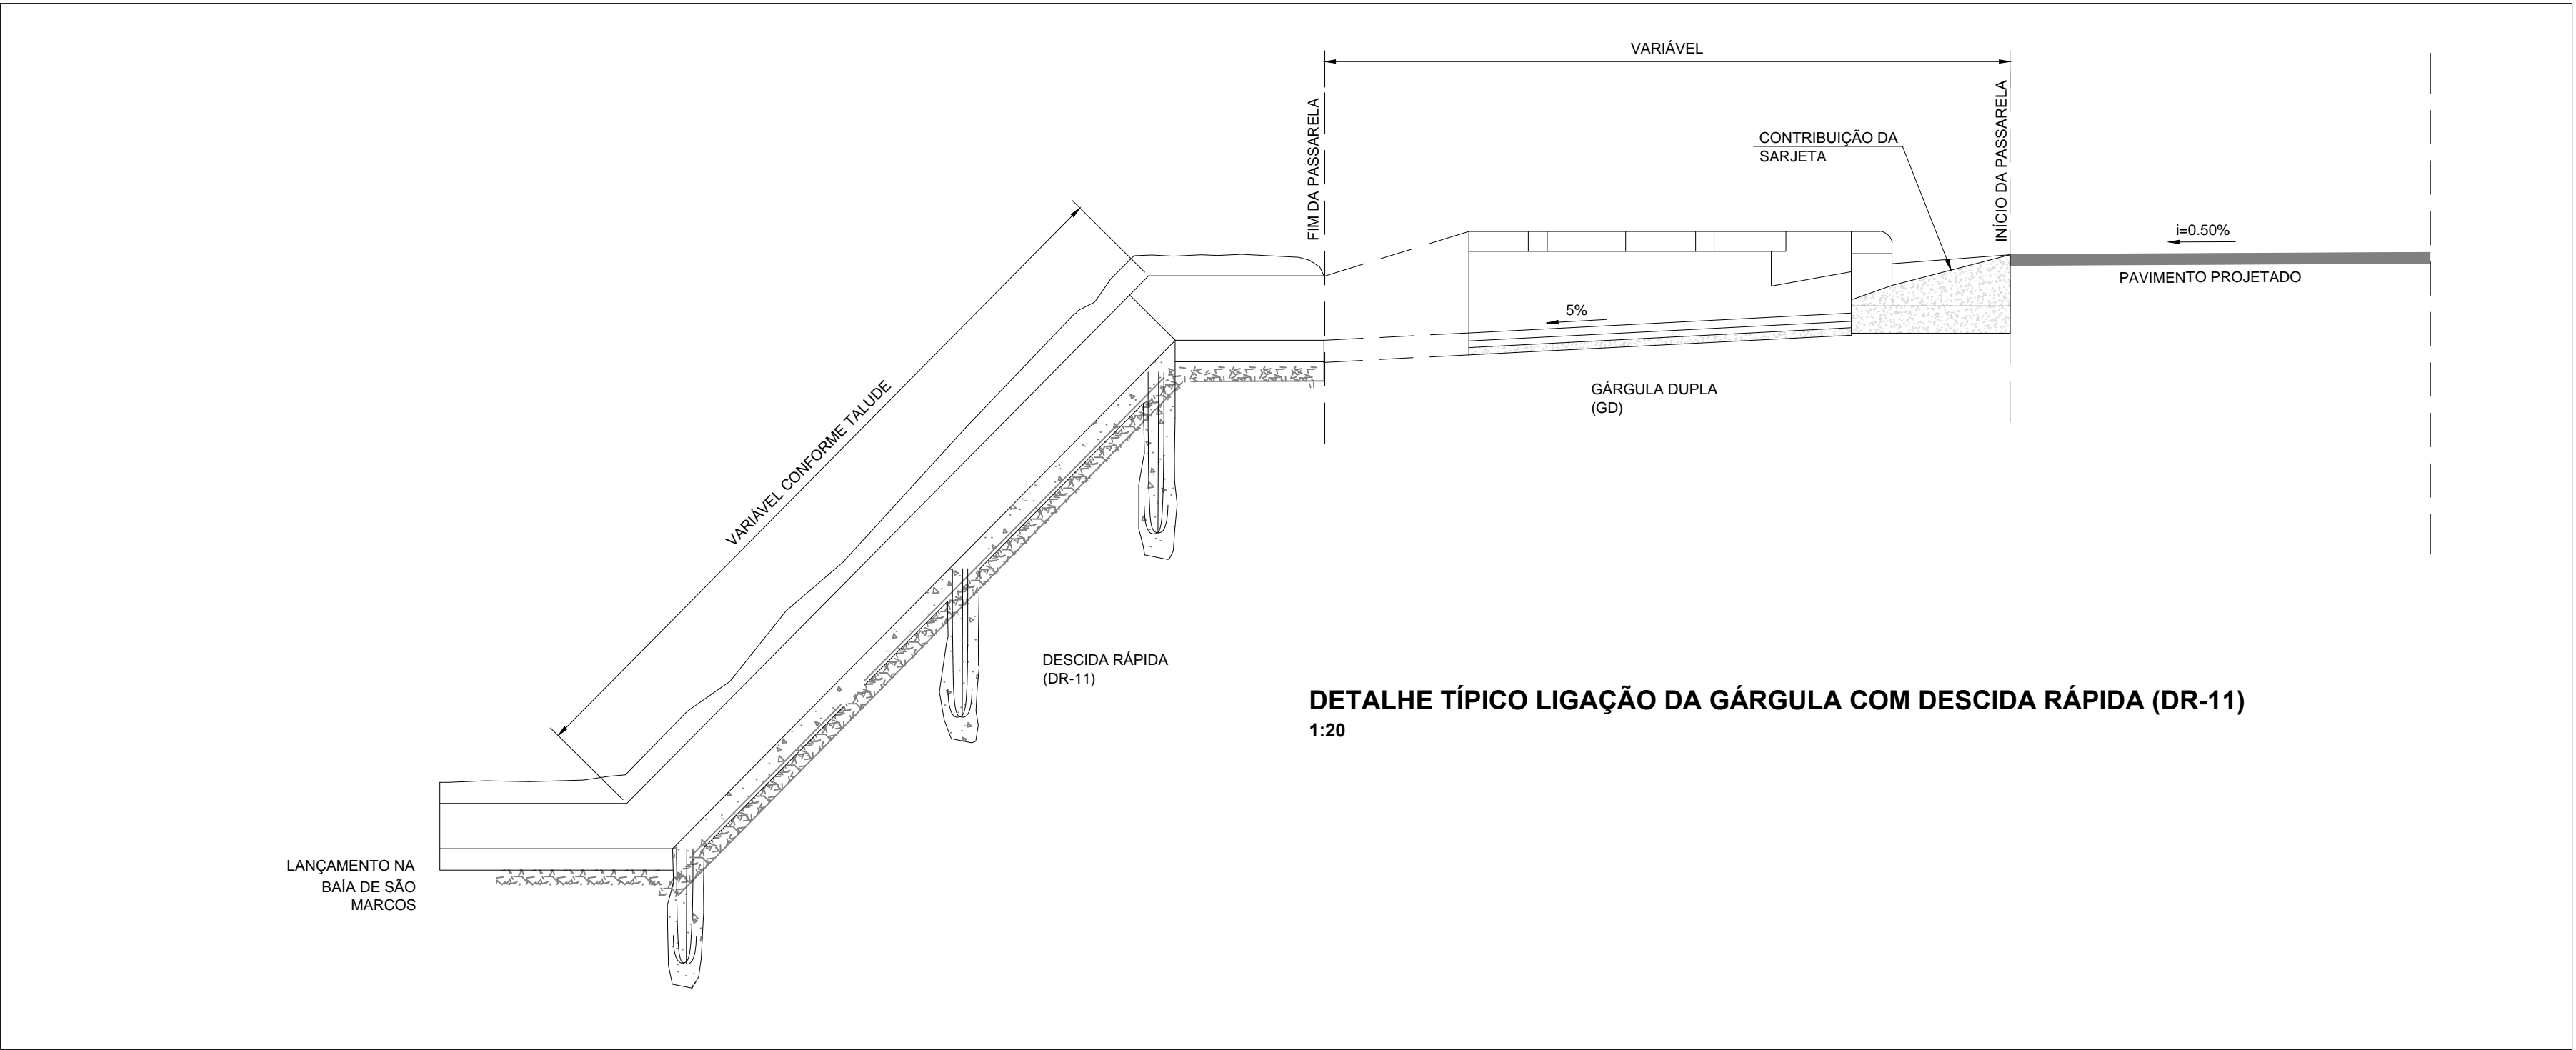 VARIÁVEL
FIM DA PASSARELA
INÍCIO DA PASSARELA
CONTRIBUIÇÃO DA
SARJETA
i=0.50%
PAVIMENTO PROJETADO
5%
GÁRGULA DUPLA
(GD)
VARIÁVEL CONFORME TALUDE
DESCIDA RÁPIDA
(DR-11)
DETALHE TÍPICO LIGAÇÃO DA GÁRGULA COM DESCIDA RÁPIDA (DR-11)
1:20
LANÇAMENTO NA
BAÍA DE SÃO
MARCOS